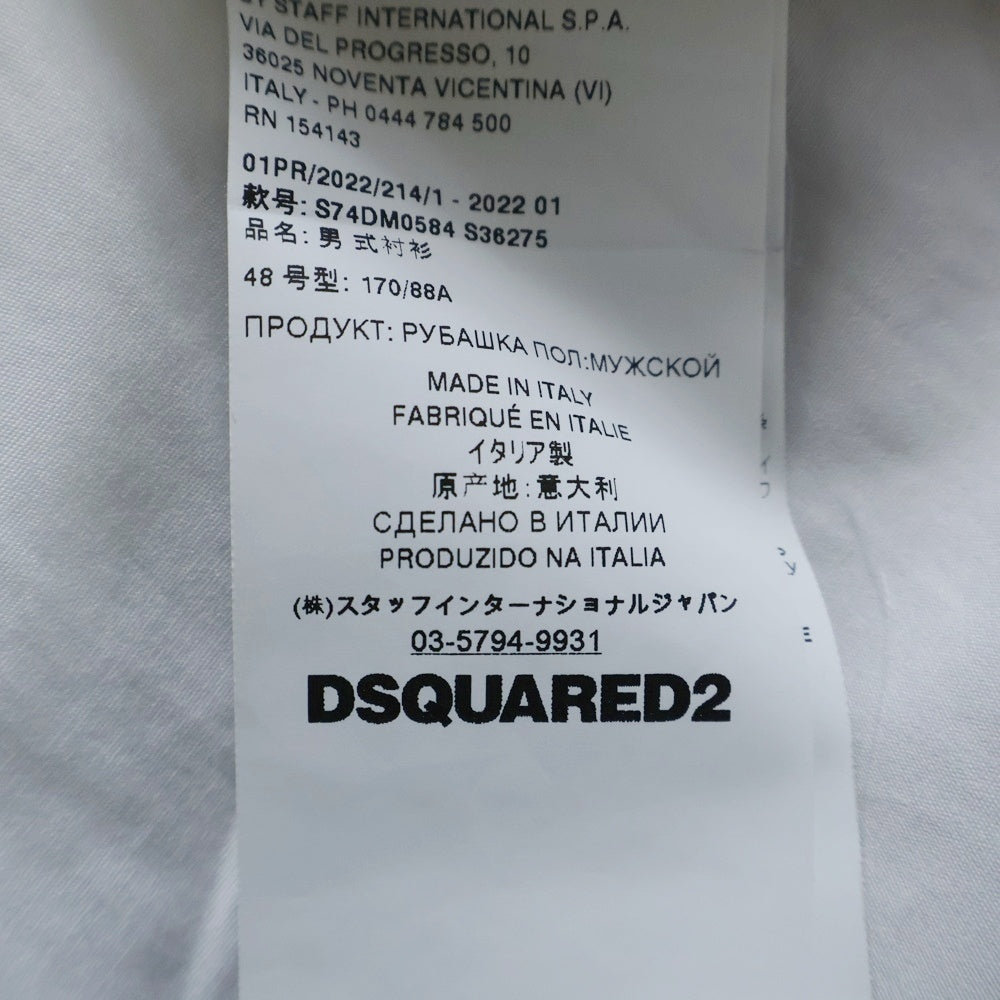 BY STAFF INTERNATIONAL S.P.A.
VIA DEL PROGRESSO, 10
36025 NOVENTA VICENTINA (VI)
ITALY - PH 0444 784 500
RN 154143
01PR/2022/214/1 - 2022 01
款号: S74DM0584 S36275
品名: 男 式衬衫
48 号型: 170/88A
ПРОДУКТ: РУБАШКА ПОЛ:МУЖСКОЙ
MADE IN ITALY
FABRIQUÉ EN ITALIE
イタリア製
原产地:意大利
СДЕЛАНО В ИТАЛИИ
PRODUZIDO NA ITALIA
(株)スタッフインターナショナルジャパン
03-5794-9931
DSQUARED2